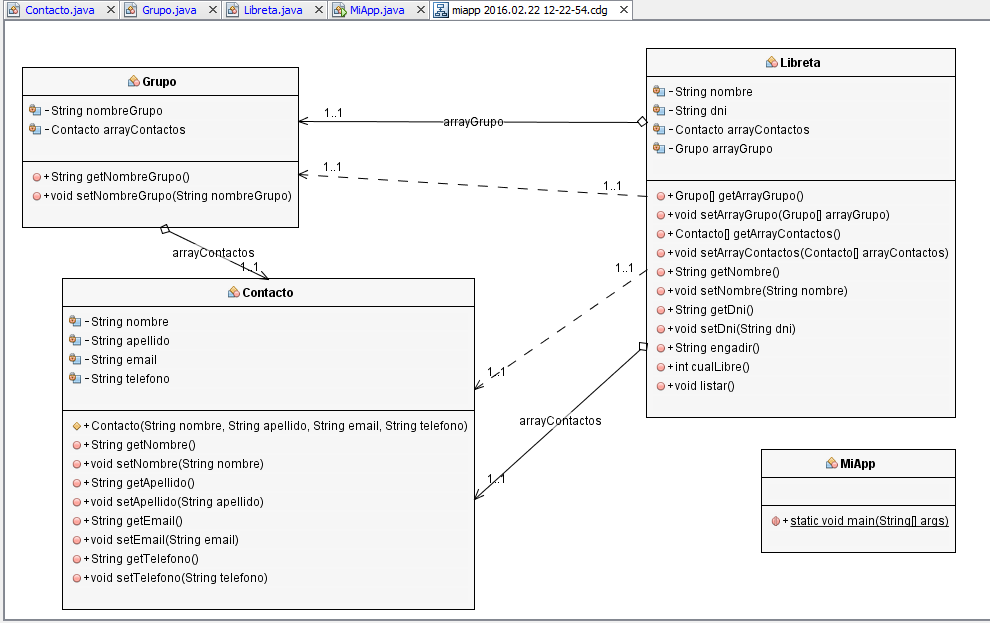 Contacto.java
Grupo.java
Libreta.java
MiApp.java
miapp 2016.02.22 12-22-54.cdg
Grupo
-String nombreGrupo
-Contacto arrayContactos
+String getNombreGrupo()
+void setNombreGrupo(String nombreGrupo)
1..1
arrayGrupo
1..1
1..1
Libreta
-String nombre
-String dni
-Contacto arrayContactos
-Grupo arrayGrupo
+Grupo[] getArrayGrupo()
+void setArrayGrupo(Grupo[] arrayGrupo)
+Contacto[] getArrayContactos()
+void setArrayContactos(Contacto[] arrayContactos)
+String getNombre()
+void setNombre(String nombre)
+String getDni()
+void setDni(String dni)
+String engadir()
+int cualLibre()
+void listar()
arrayContactos
1..1
1..1
1..1
arrayContactos
1..1
Contacto
-String nombre
-String apellido
-String email
-String telefono
+Contacto(String nombre, String apellido, String email, String telefono)
+String getNombre()
+void setNombre(String nombre)
+String getApellido()
+void setApellido(String apellido)
+String getEmail()
+void setEmail(String email)
+String getTelefono()
+void setTelefono(String telefono)
MiApp
+static void main(String[] args)